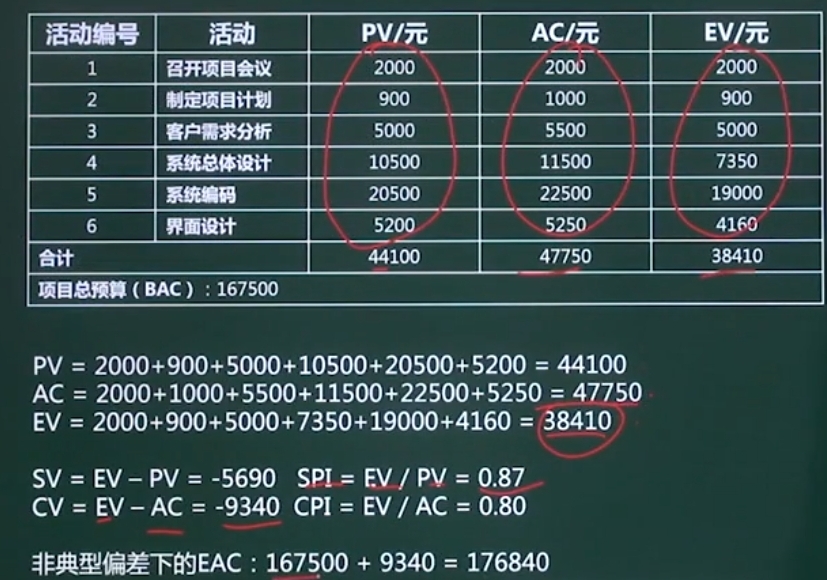 活动编号 活动 PV/元 AC/元 EV/元
1 召开项目会议 2000 2000 2000
2 制定项目计划 900 1000 900
3 客户需求分析 5000 5500 5000
4 系统总体设计 10500 11500 7350
5 系统编码 20500 22500 19000
6 界面设计 5200 5250 4160
合计 44100 47750 38410
项目总预算（BAC）：167500
PV = 2000+900+5000+10500+20500+5200 = 44100
AC = 2000+1000+5500+11500+22500+5250 = 47750
EV = 2000+900+5000+7350+19000+4160 = 38410
SV = EV – PV = -5690 SPI = EV / PV = 0.87
CV = EV – AC = -9340 CPI = EV / AC = 0.80
非典型偏差下的EAC：167500 + 9340 = 176840